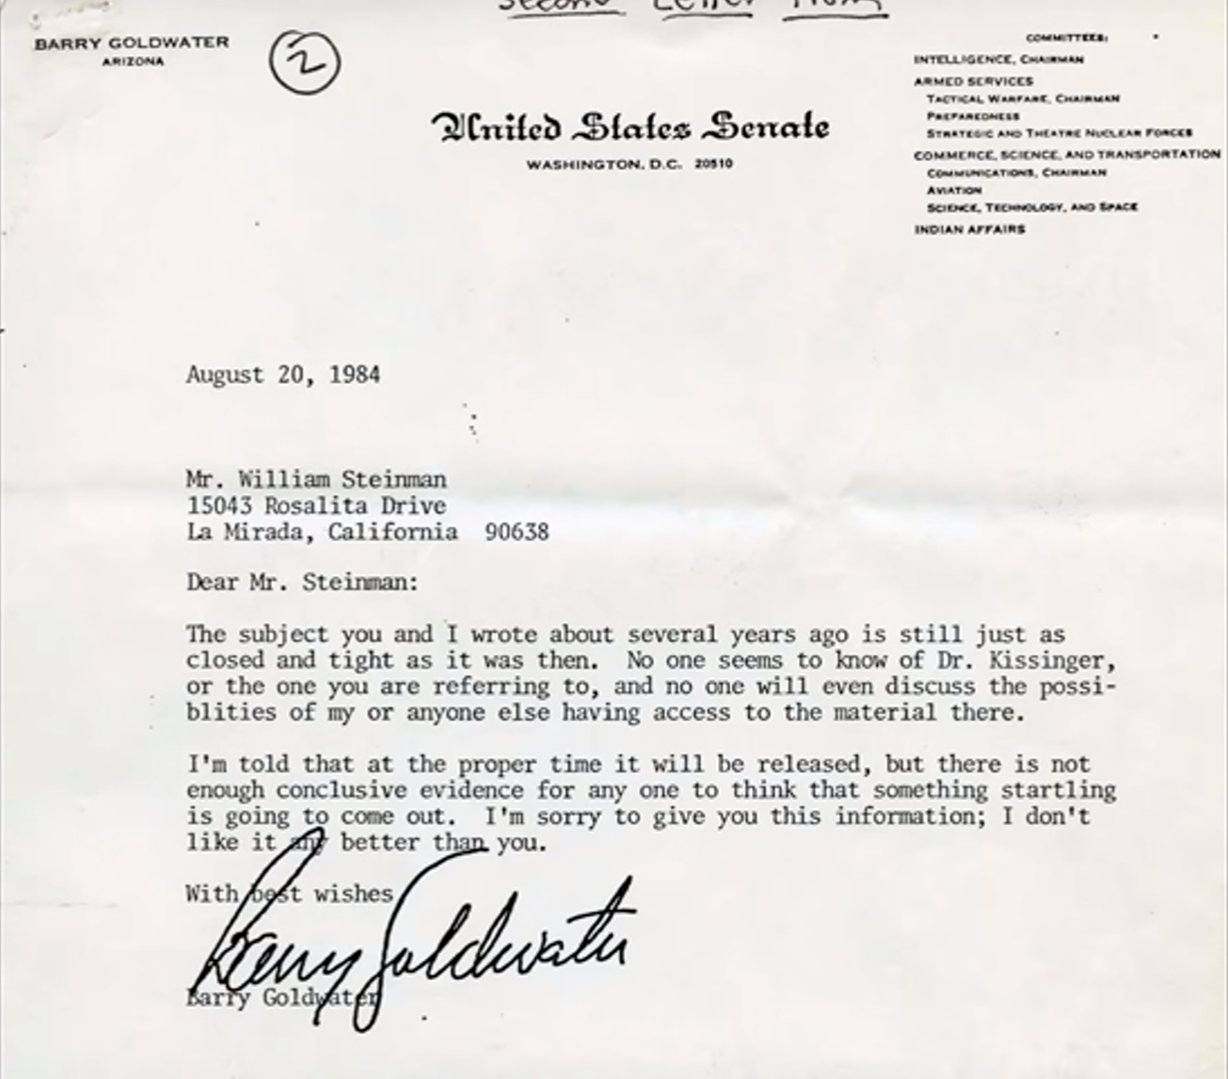 Second Letter From
BARRY GOLDWATER
ARIZONA
2
COMMITTEES:
INTELLIGENCE, CHAIRMAN
ARMED SERVICES
TACTICAL WARFARE, CHAIRMAN
PREPAREDNESS
STRATEGIC AND THEATRE NUCLEAR FORCES
COMMERCE, SCIENCE, AND TRANSPORTATION
COMMUNICATIONS, CHAIRMAN
AVIATION
SCIENCE, TECHNOLOGY, AND SPACE
INDIAN AFFAIRS
United States Senate
WASHINGTON, D.C. 20510
August 20, 1984
Mr. William Steinman
15043 Rosalita Drive
La Mirada, California 90638
Dear Mr. Steinman:
The subject you and I wrote about several years ago is still just as
closed and tight as it was then. No one seems to know of Dr. Kissinger,
or the one you are referring to, and no one will even discuss the possi-
blities of my or anyone else having access to the material there.
I'm told that at the proper time it will be released, but there is not
enough conclusive evidence for any one to think that something startling
is going to come out. I'm sorry to give you this information; I don't
like it any better than you.
With best wishes
Barry Goldwater
Barry Goldwater